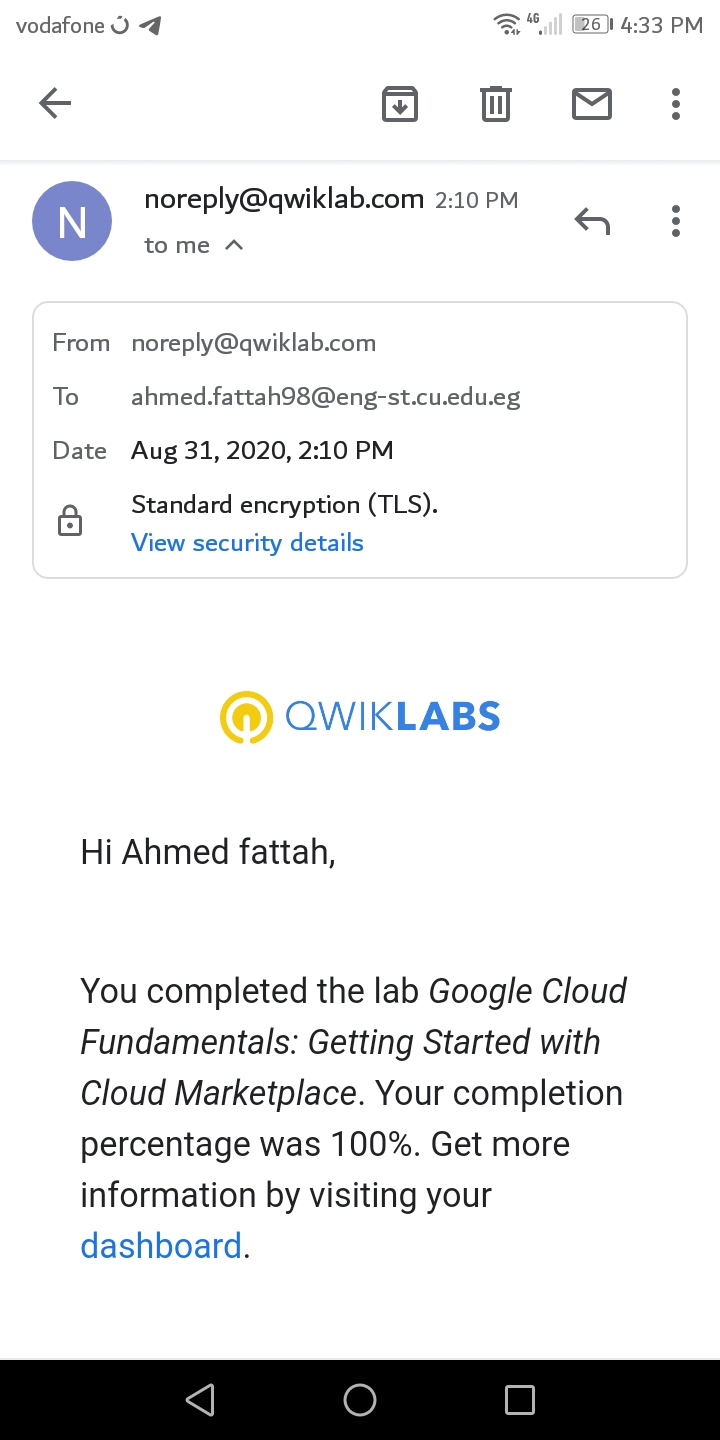 vodafone 4G 26 4:33 PM
N
noreply@qwiklab.com 2:10 PM
to me
From noreply@qwiklab.com
To ahmed.fattah98@eng-st.cu.edu.eg
Date Aug 31, 2020, 2:10 PM
Standard encryption (TLS).
View security details
QWIKLABS
Hi Ahmed fattah,
You completed the lab Google Cloud
Fundamentals: Getting Started with
Cloud Marketplace. Your completion
percentage was 100%. Get more
information by visiting your
dashboard.